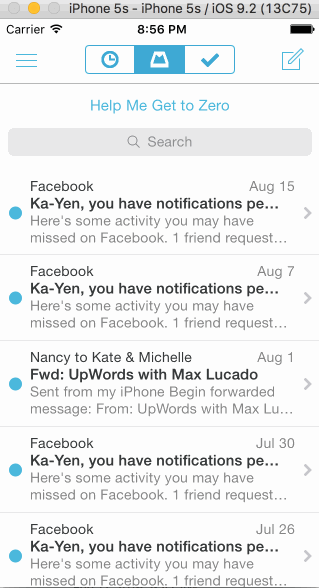 iPhone 5s - iPhone 5s / iOS 9.2 (13C75)
Carrier 8:56 PM
Help Me Get to Zero
Search
Facebook Aug 15
Ka-Yen, you have notifications pe...
Here's some activity you may have
missed on Facebook. 1 friend request...
Facebook Aug 7
Ka-Yen, you have notifications pe...
Here's some activity you may have
missed on Facebook. 1 friend request...
Nancy to Kate & Michelle Aug 1
Fwd: UpWords with Max Lucado
Sent from my iPhone Begin forwarded
message: From: UpWords with Max Lu...
Facebook Jul 30
Ka-Yen, you have notifications pe...
Here's some activity you may have
missed on Facebook. 1 friend request...
Facebook Jul 26
Ka-Yen, you have notifications pe...
Here's some activity you may have
missed on Facebook. 1 friend request...